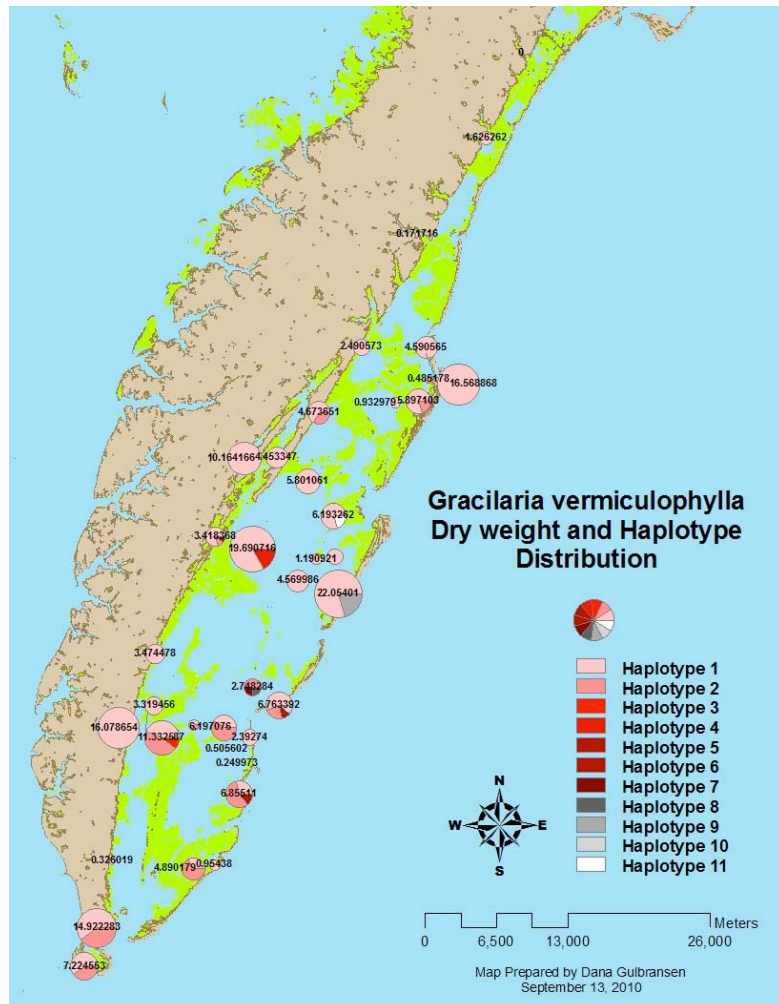 0
1.626262
0.171716
2.490573
4.590565
0.485178
16.568868
0.932979
5.897103
4.673651
10.164166
4.453347
5.801061
6.193262
3.418368
19.690716
1.190921
4.569986
22.05401
3.474478
2.748284
3.319456
6.763392
16.078654
11.332587
6.197076
2.39274
0.505602
0.249973
6.85511
0.326019
4.890179
0.95438
14.922283
7.224553
Gracilaria vermiculophylla
Dry weight and Haplotype
Distribution
Haplotype 1
Haplotype 2
Haplotype 3
Haplotype 4
Haplotype 5
Haplotype 6
Haplotype 7
Haplotype 8
Haplotype 9
Haplotype 10
Haplotype 11
N
W E
S
Meters
0 6,500 13,000 26,000
Map Prepared by Dana Gulbransen
September 13, 2010